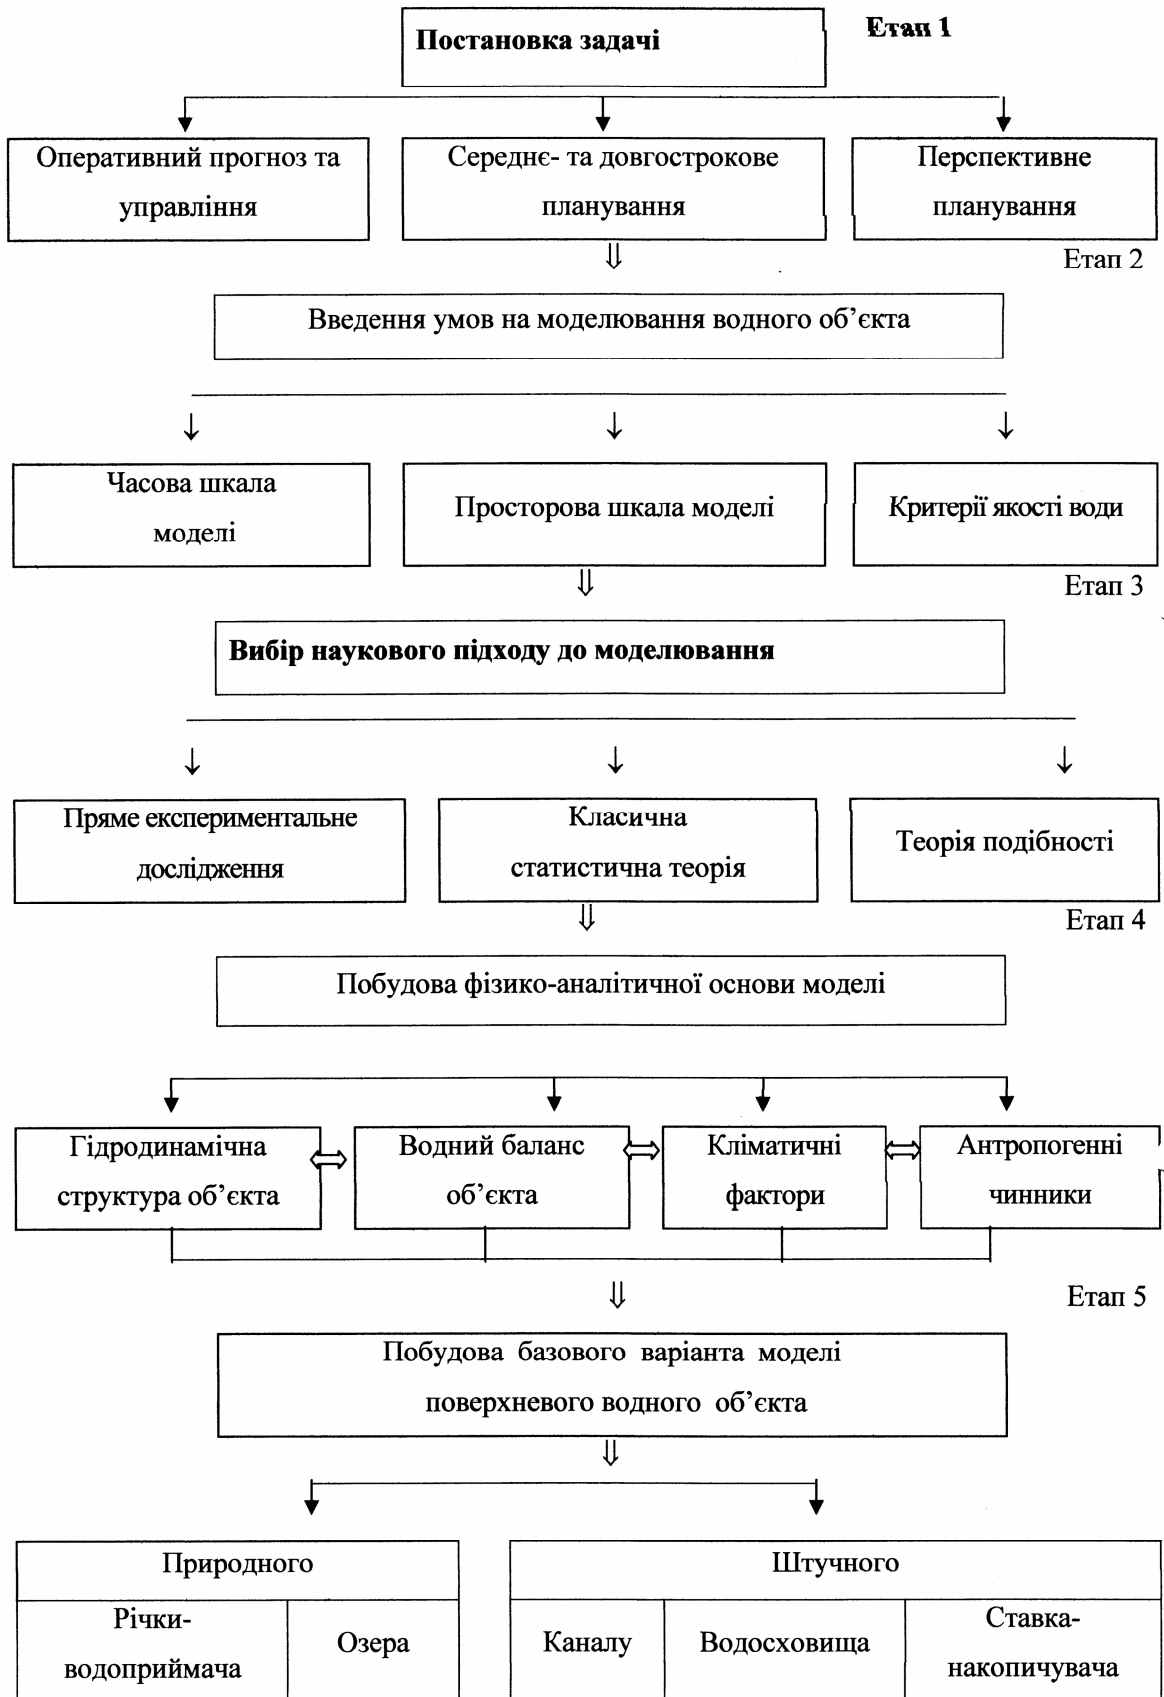 Постановка задачі
Етап 1
Оперативний прогноз та
управління
Середнє- та довгострокове
планування
Перспективне
планування
Етап 2
Введення умов на моделювання водного об’єкта
Часова шкала
моделі
Просторова шкала моделі
Критерії якості води
Етап 3
Вибір наукового підходу до моделювання
Пряме експериментальне
дослідження
Класична
статистична теорія
Теорія подібності
Етап 4
Побудова фізико-аналітичної основи моделі
Гідродинамічна
структура об’єкта
Водний баланс
об’єкта
Кліматичні
фактори
Антропогенні
чинники
Етап 5
Побудова базового варіанта моделі
поверхневого водного об’єкта
Природного
Штучного
Річки-
водоприймача
Озера
Каналу
Водосховища
Ставка-
накопичувача